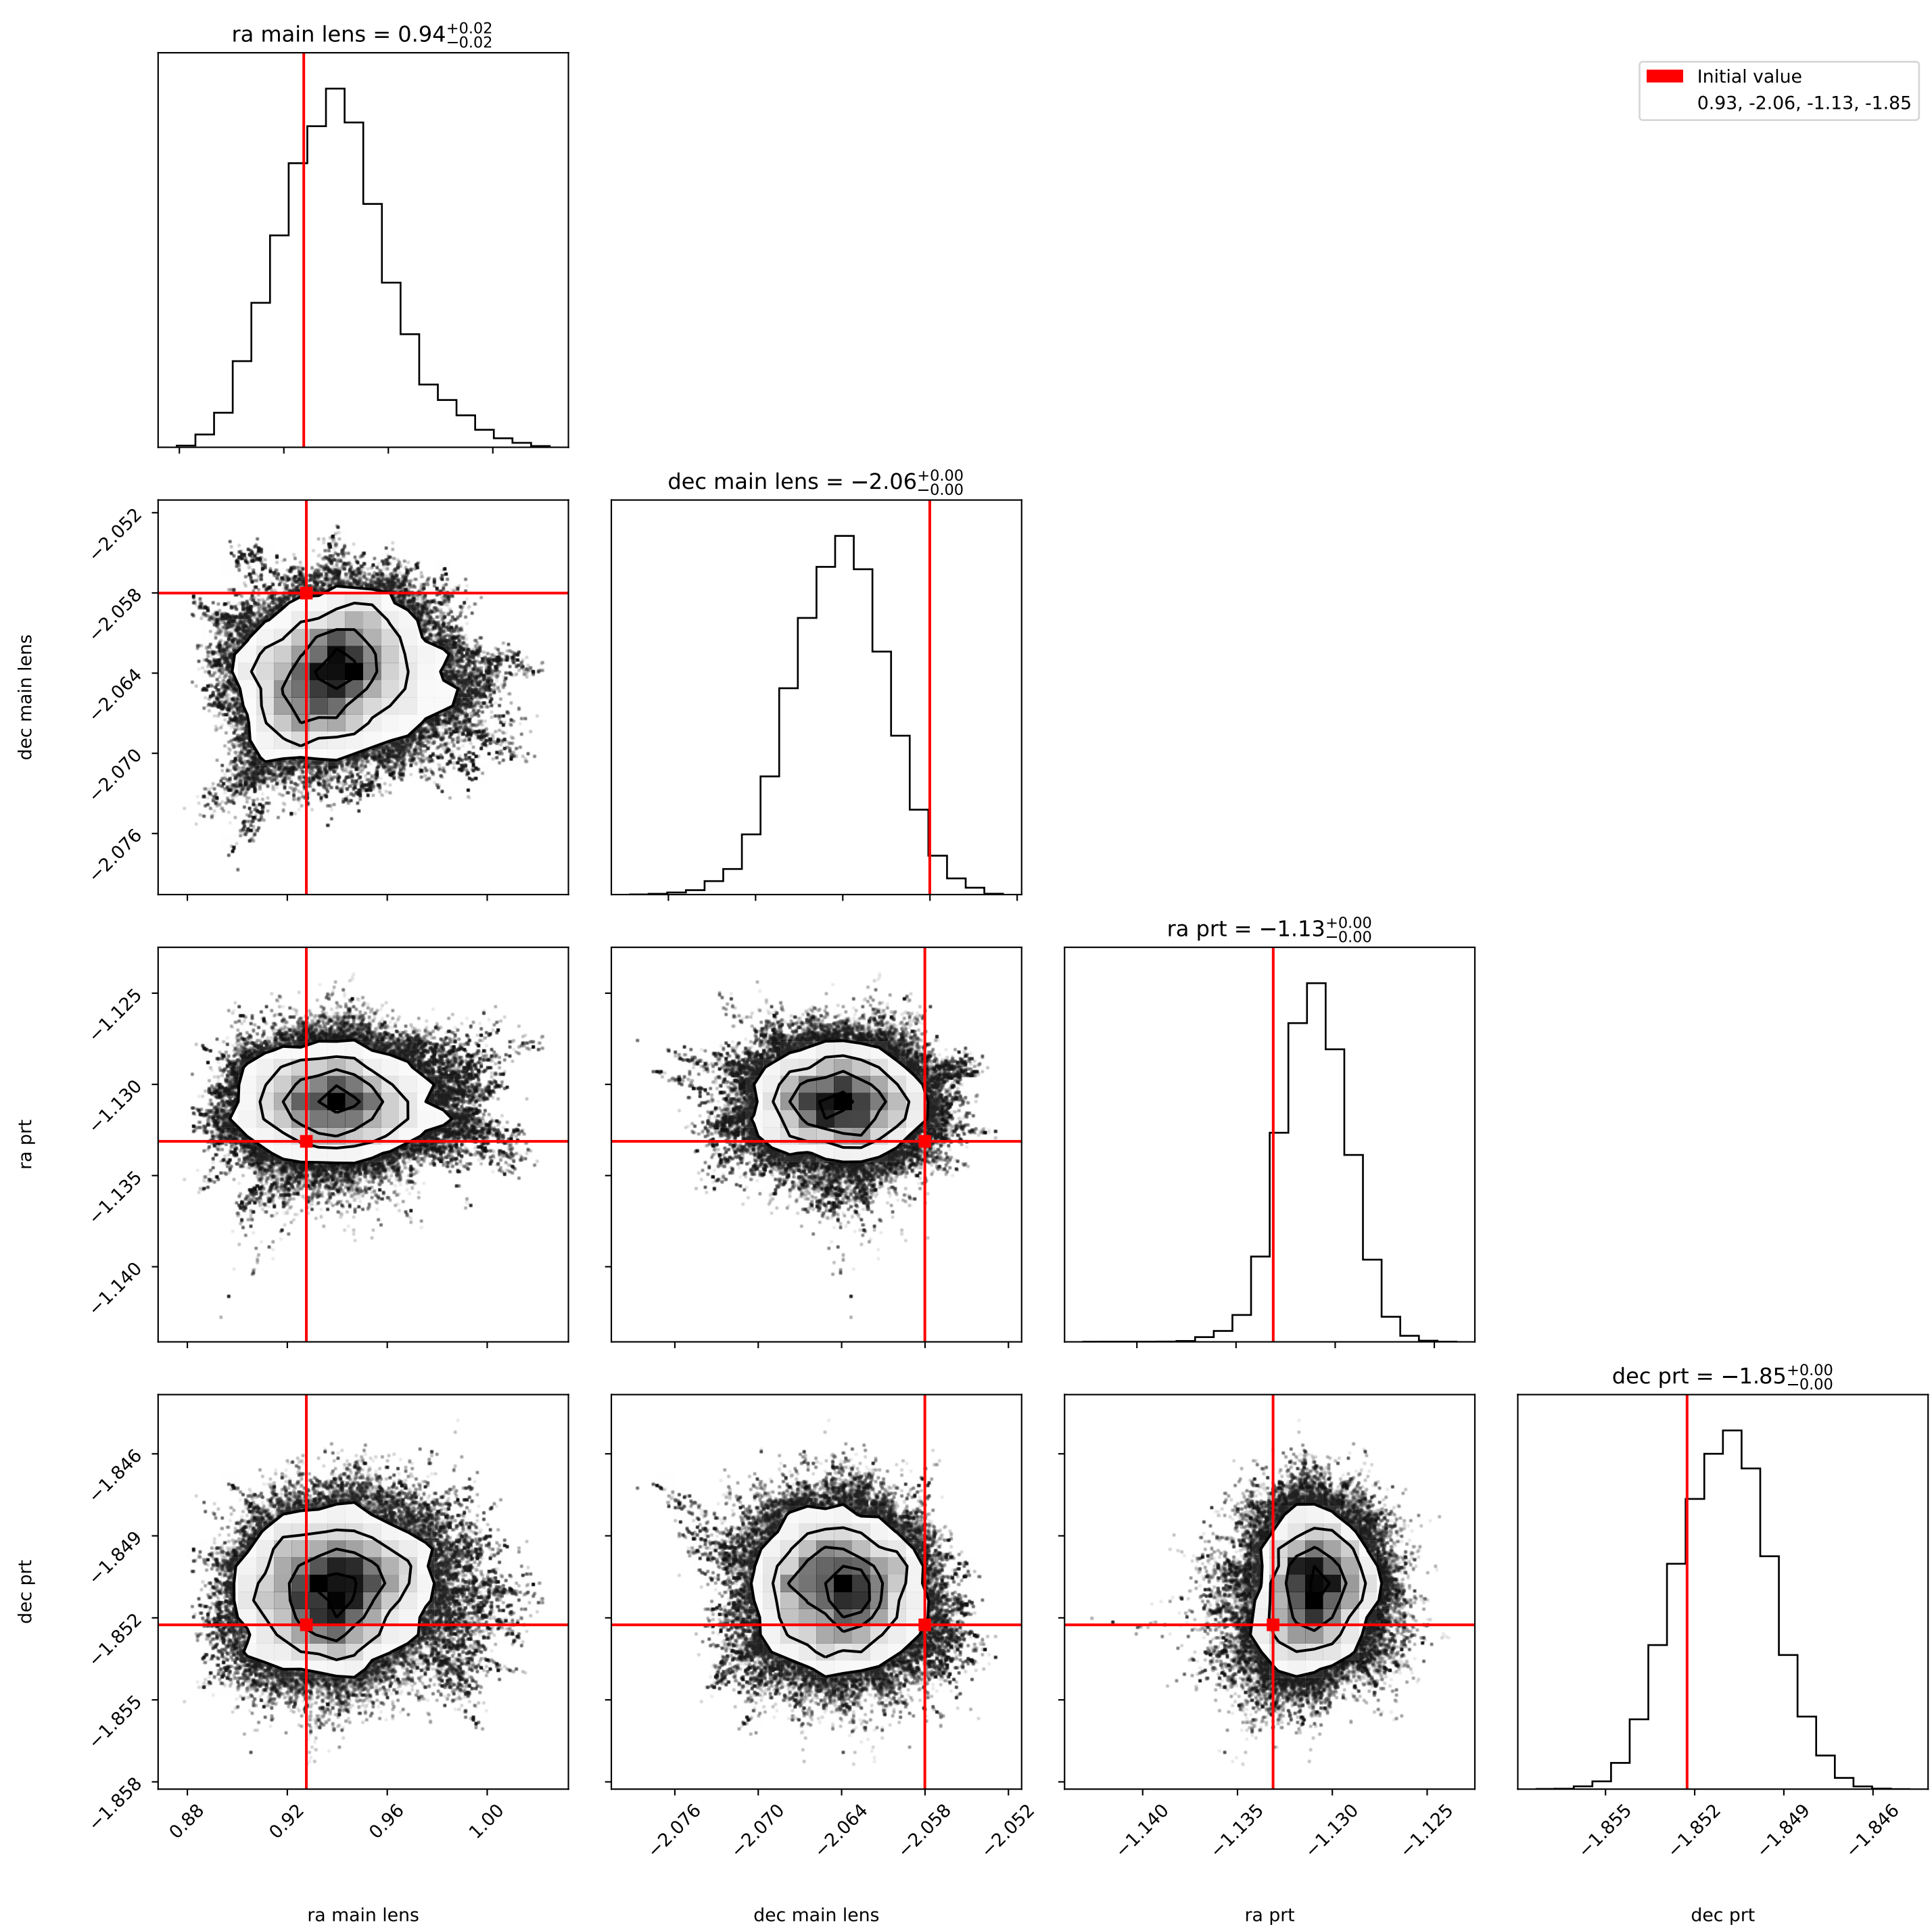 ra main lens = 0.94+0.02−0.02
Initial value
0.93, -2.06, -1.13, -1.85
dec main lens = −2.06+0.00−0.00
dec main lens
−2.052
−2.058
−2.064
−2.070
−2.076
ra prt = −1.13+0.00−0.00
ra prt
−1.125
−1.130
−1.135
−1.140
dec prt = −1.85+0.00−0.00
dec prt
−1.846
−1.849
−1.852
−1.855
−1.858
0.88 0.92 0.96 1.00 −2.076 −2.070 −2.064 −2.058 −2.052 −1.140 −1.135 −1.130 −1.125 −1.855 −1.852 −1.849 −1.846
ra main lens dec main lens ra prt dec prt